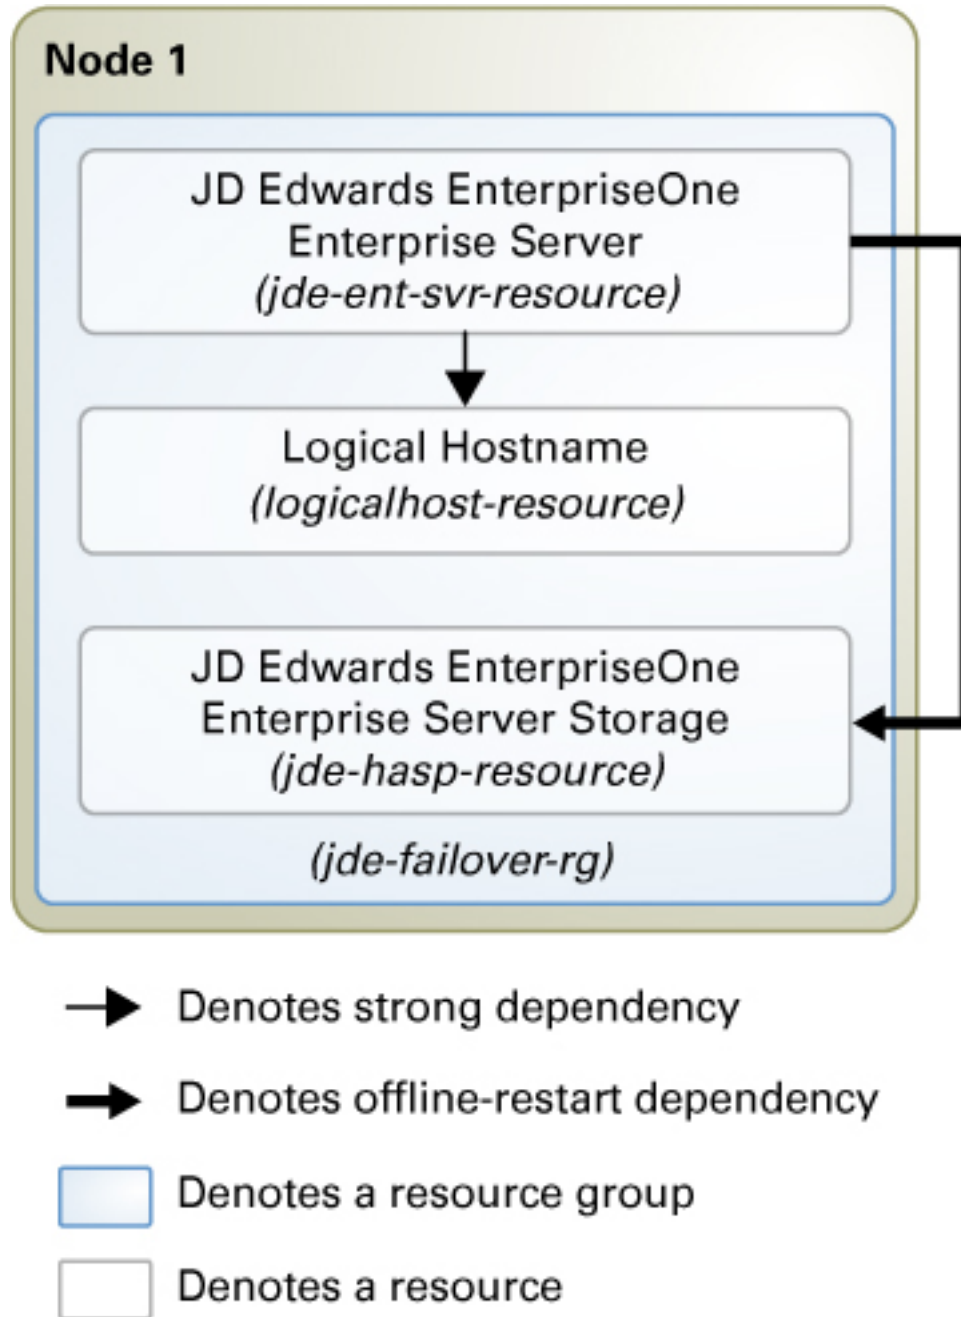 Node 1
JD Edwards EnterpriseOne
Enterprise Server
(jde-ent-svr-resource)
Logical Hostname
(logicalhost-resource)
JD Edwards EnterpriseOne
Enterprise Server Storage
(jde-hasp-resource)
(jde-failover-rg)
Denotes strong dependency
Denotes offline-restart dependency
Denotes a resource group
Denotes a resource